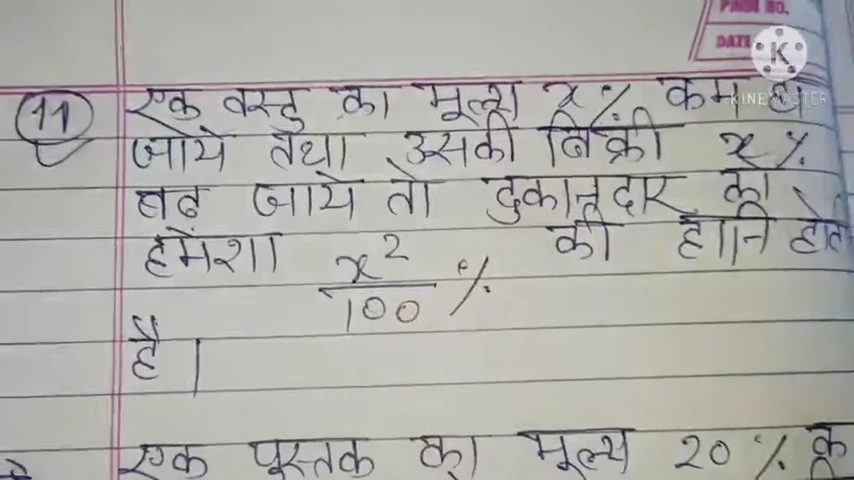 PAGE NO.
DATE
K
KINEMASTER
11 एक वस्तु का मूल्य x% कम
जाये तथा उसकी बिक्री x%
बढ जाये तो दुकानदार को
हमेशा x²/100 % की हानि
है।
एक पुस्तक का मूल्य 20%